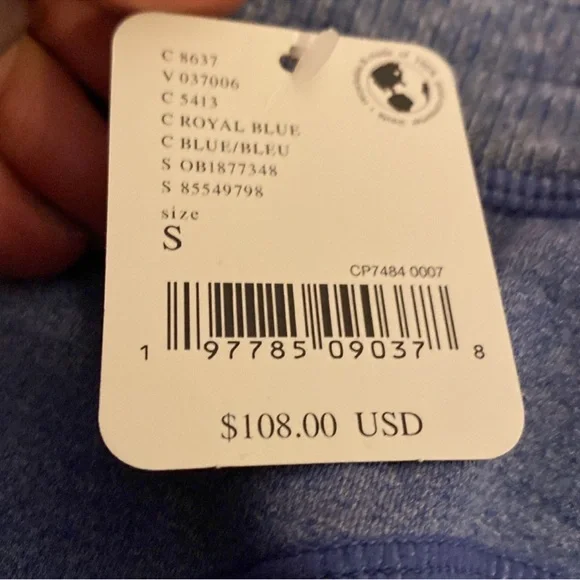 C 8637
V 037006
C 5413
C ROYAL BLUE
C BLUE/BLEU
S OB1877348
S 85549798
size
S
CP7484 0007
1 97785 09037 8
$108.00 USD